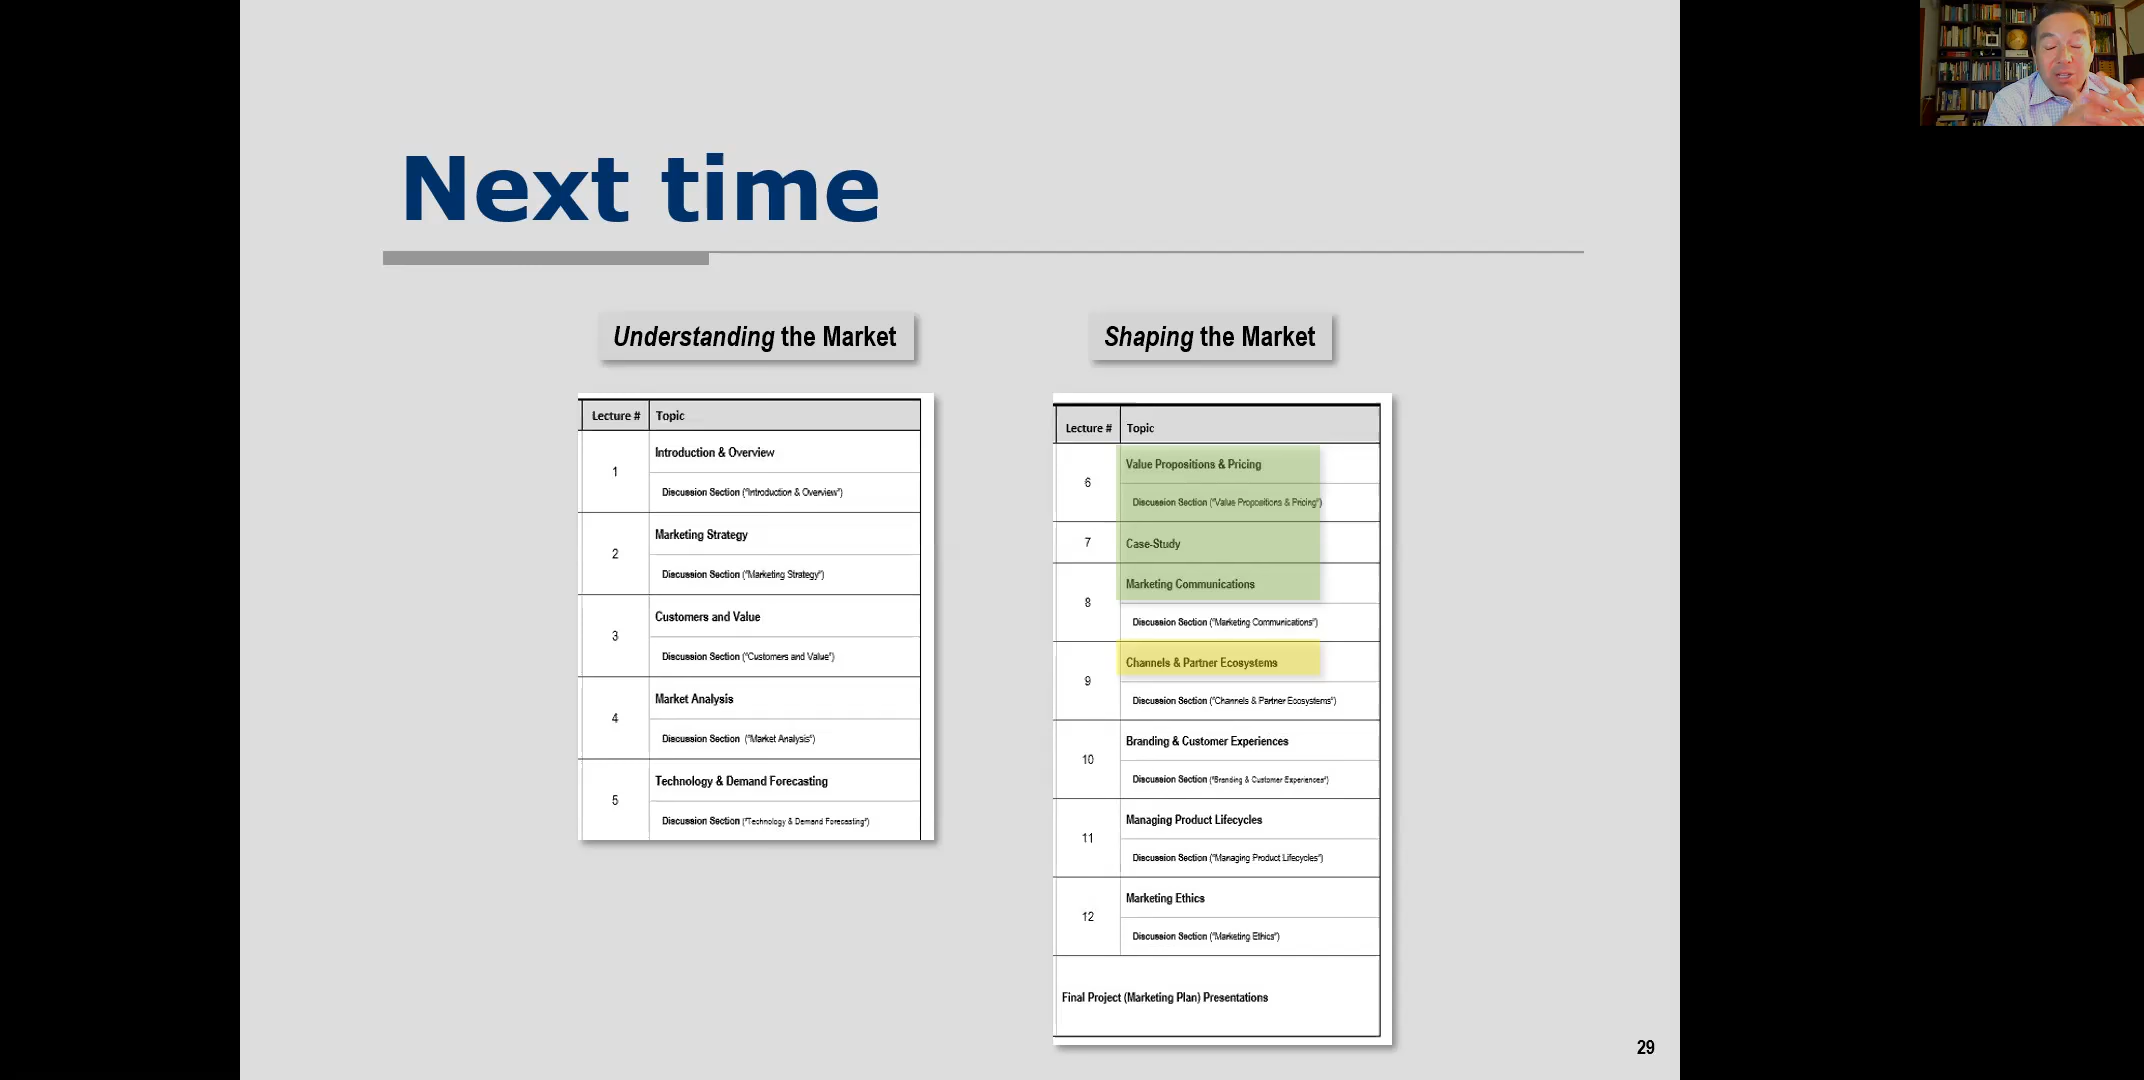 Next time
Understanding the Market
Lecture # Topic
1
Introduction & Overview
Discussion Section ("Introduction & Overview")
2
Marketing Strategy
Discussion Section ("Marketing Strategy")
3
Customers and Value
Discussion Section ("Customers and Value")
4
Market Analysis
Discussion Section ("Market Analysis")
5
Technology & Demand Forecasting
Discussion Section ("Technology & Demand Forecasting")
Shaping the Market
Lecture # Topic
6
Value Propositions & Pricing
Discussion Section ("Value Propositions & Pricing")
7
Case-Study
8
Marketing Communications
Discussion Section ("Marketing Communications")
9
Channels & Partner Ecosystems
Discussion Section ("Channels & Partner Ecosystems")
10
Branding & Customer Experiences
Discussion Section ("Branding & Customer Experiences")
11
Managing Product Lifecycles
Discussion Section ("Managing Product Lifecycles")
12
Marketing Ethics
Discussion Section ("Marketing Ethics")
Final Project (Marketing Plan) Presentations
29